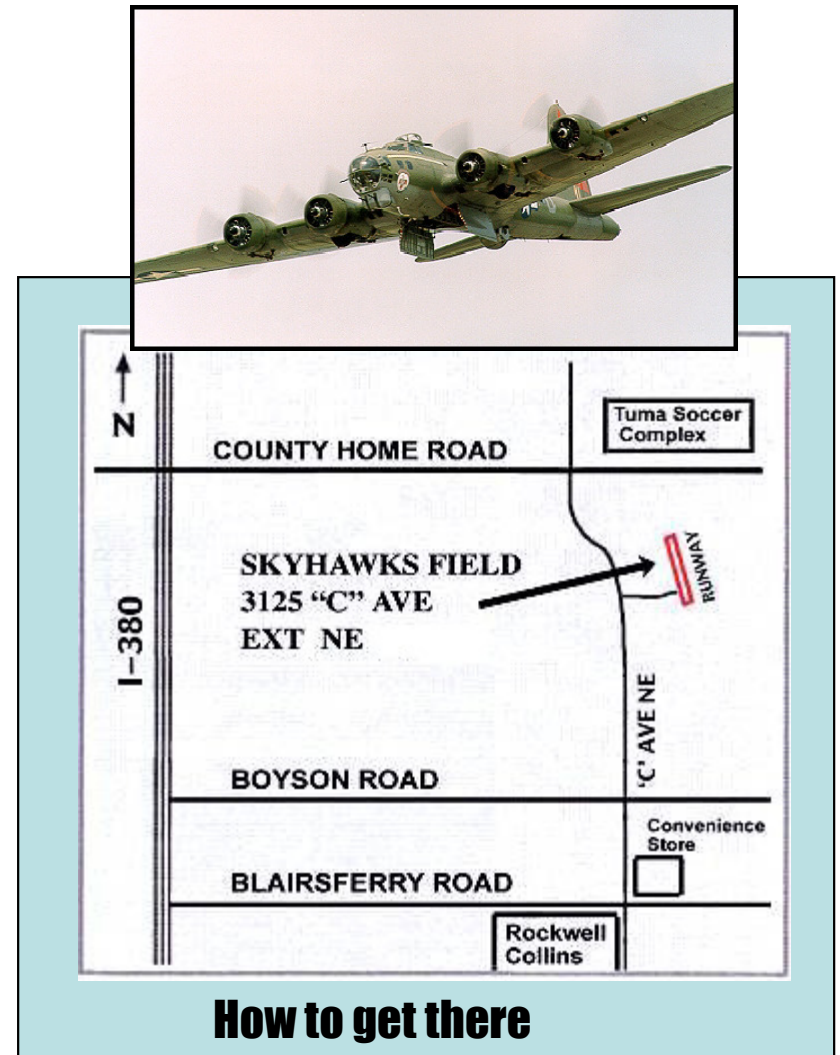 N
Tuma Soccer
Complex
COUNTY HOME ROAD
SKYHAWKS FIELD
3125 “C” AVE
EXT NE
RUNWAY
I-380
'C' AVE NE
BOYSON ROAD
Convenience
Store
BLAIRSFERRY ROAD
Rockwell
Collins
How to get there